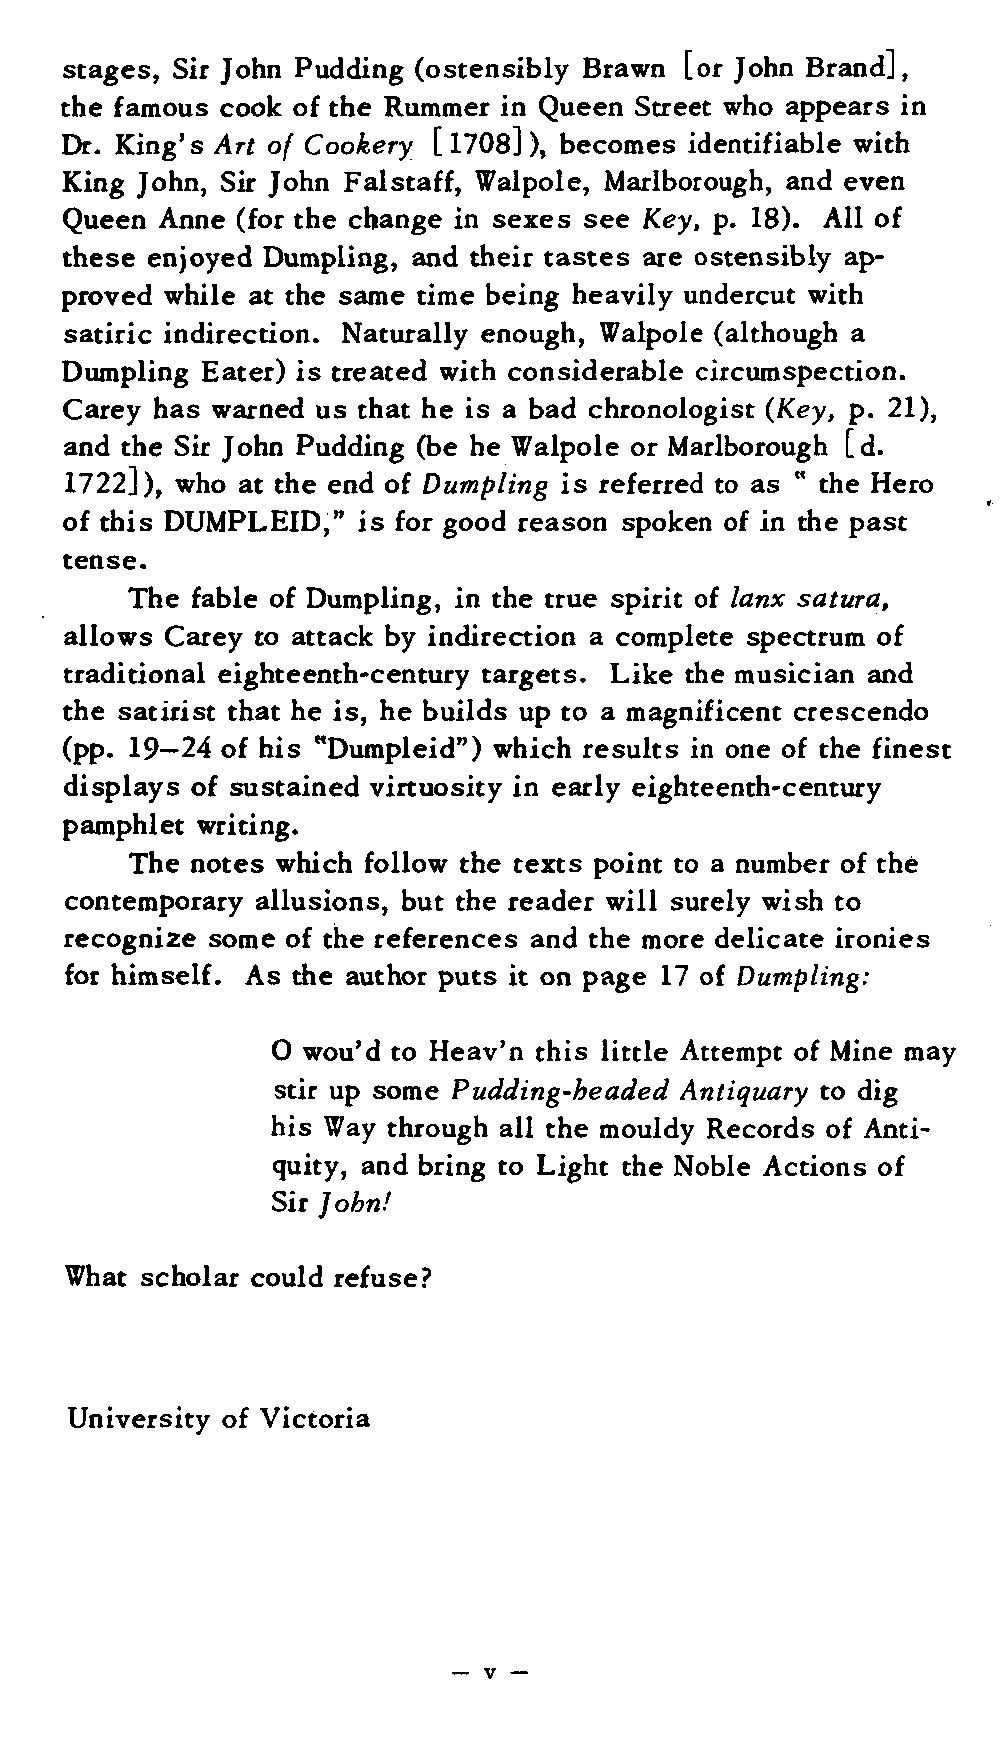 stages, Sir John Pudding (ostensibly Brawn [or John Brand],
the famous cook of the Rummer in Queen Street who appears in
Dr. King's Art of Cookery [1708]), becomes identifiable with
King John, Sir John Falstaff, Walpole, Marlborough, and even
Queen Anne (for the change in sexes see Key, p. 18). All of
these enjoyed Dumpling, and their tastes are ostensibly ap-
proved while at the same time being heavily undercut with
satiric indirection. Naturally enough, Walpole (although a
Dumpling Eater) is treated with considerable circumspection.
Carey has warned us that he is a bad chronologist (Key, p. 21),
and the Sir John Pudding (be he Walpole or Marlborough [d.
1722]), who at the end of Dumpling is referred to as " the Hero
of this DUMPLEID," is for good reason spoken of in the past
tense.
The fable of Dumpling, in the true spirit of lanx satura,
allows Carey to attack by indirection a complete spectrum of
traditional eighteenth-century targets. Like the musician and
the satirist that he is, he builds up to a magnificent crescendo
(pp. 19–24 of his "Dumpleid") which results in one of the finest
displays of sustained virtuosity in early eighteenth-century
pamphlet writing.
The notes which follow the texts point to a number of the
contemporary allusions, but the reader will surely wish to
recognize some of the references and the more delicate ironies
for himself. As the author puts it on page 17 of Dumpling:
O wou'd to Heav'n this little Attempt of Mine may
stir up some Pudding-headed Antiquary to dig
his Way through all the mouldy Records of Anti-
quity, and bring to Light the Noble Actions of
Sir John!
What scholar could refuse?
University of Victoria
– v –